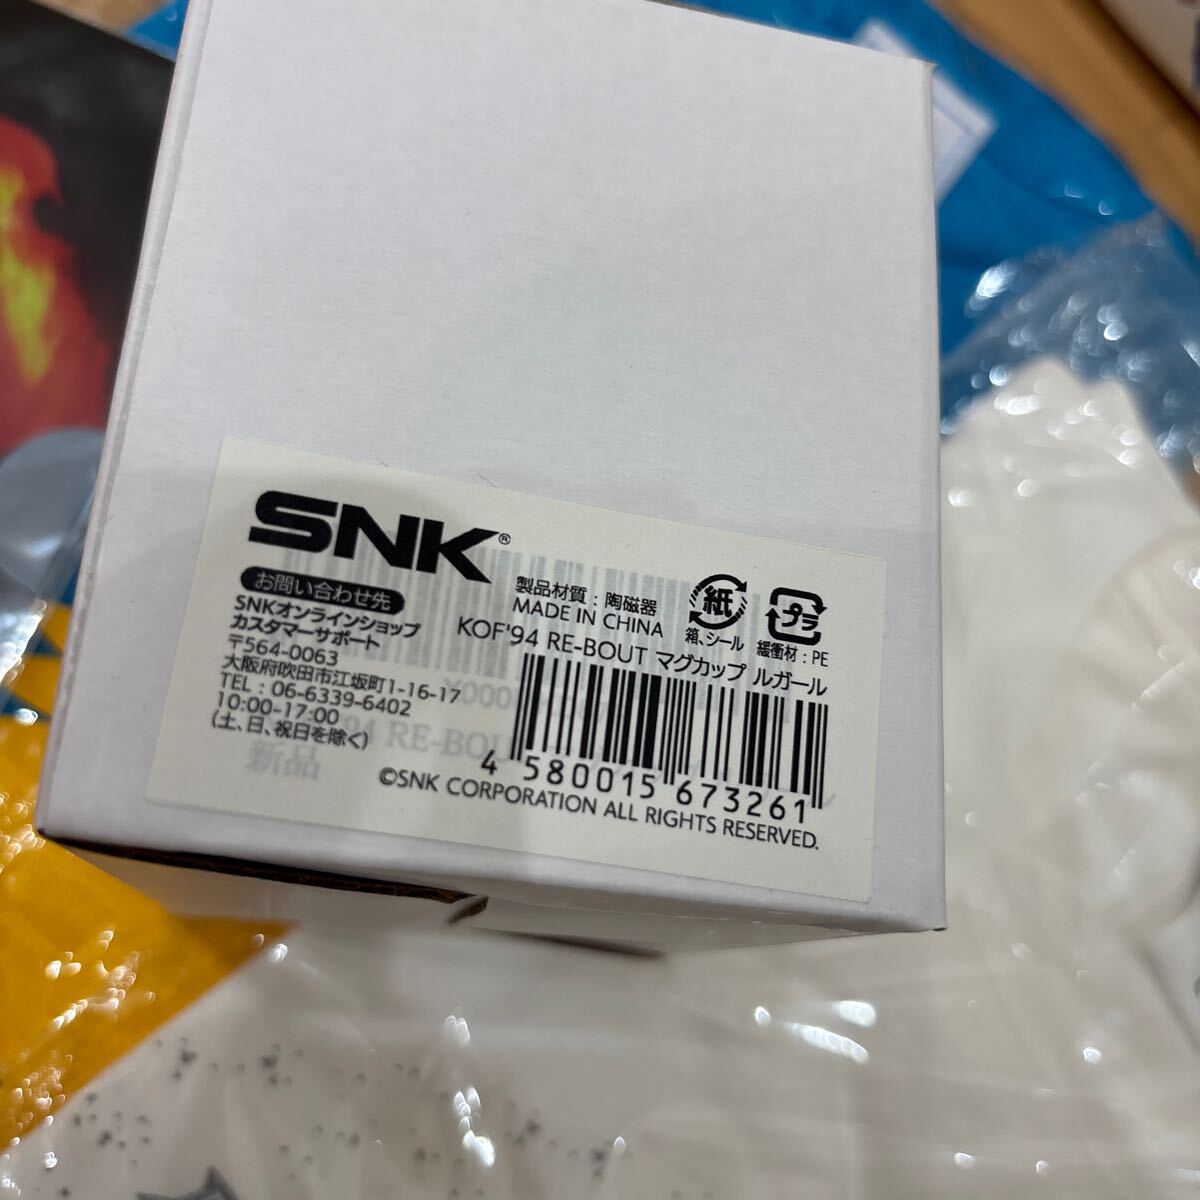 SNK®
お問い合わせ先
SNKオンラインショップ
カスタマーサポート
〒564-0063
大阪府吹田市江坂町1-16-17
TEL：06-6339-6402
10:00-17:00
(土、日、祝日を除く)
製品材質：陶磁器
MADE IN CHINA
紙
箱、シール
プラ
緩衝材：PE
KOF'94 RE-BOUT マグカップ ルガール
4 580015 673261
©SNK CORPORATION ALL RIGHTS RESERVED.
新品